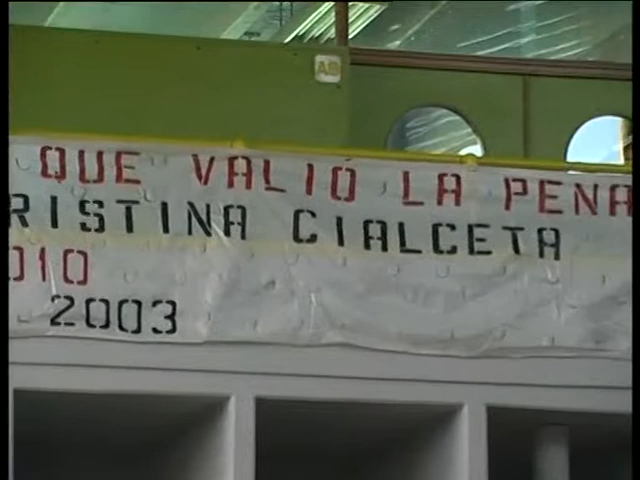 QUE VALIÓ LA PENA
RISTINA CIALCETA
010
2003